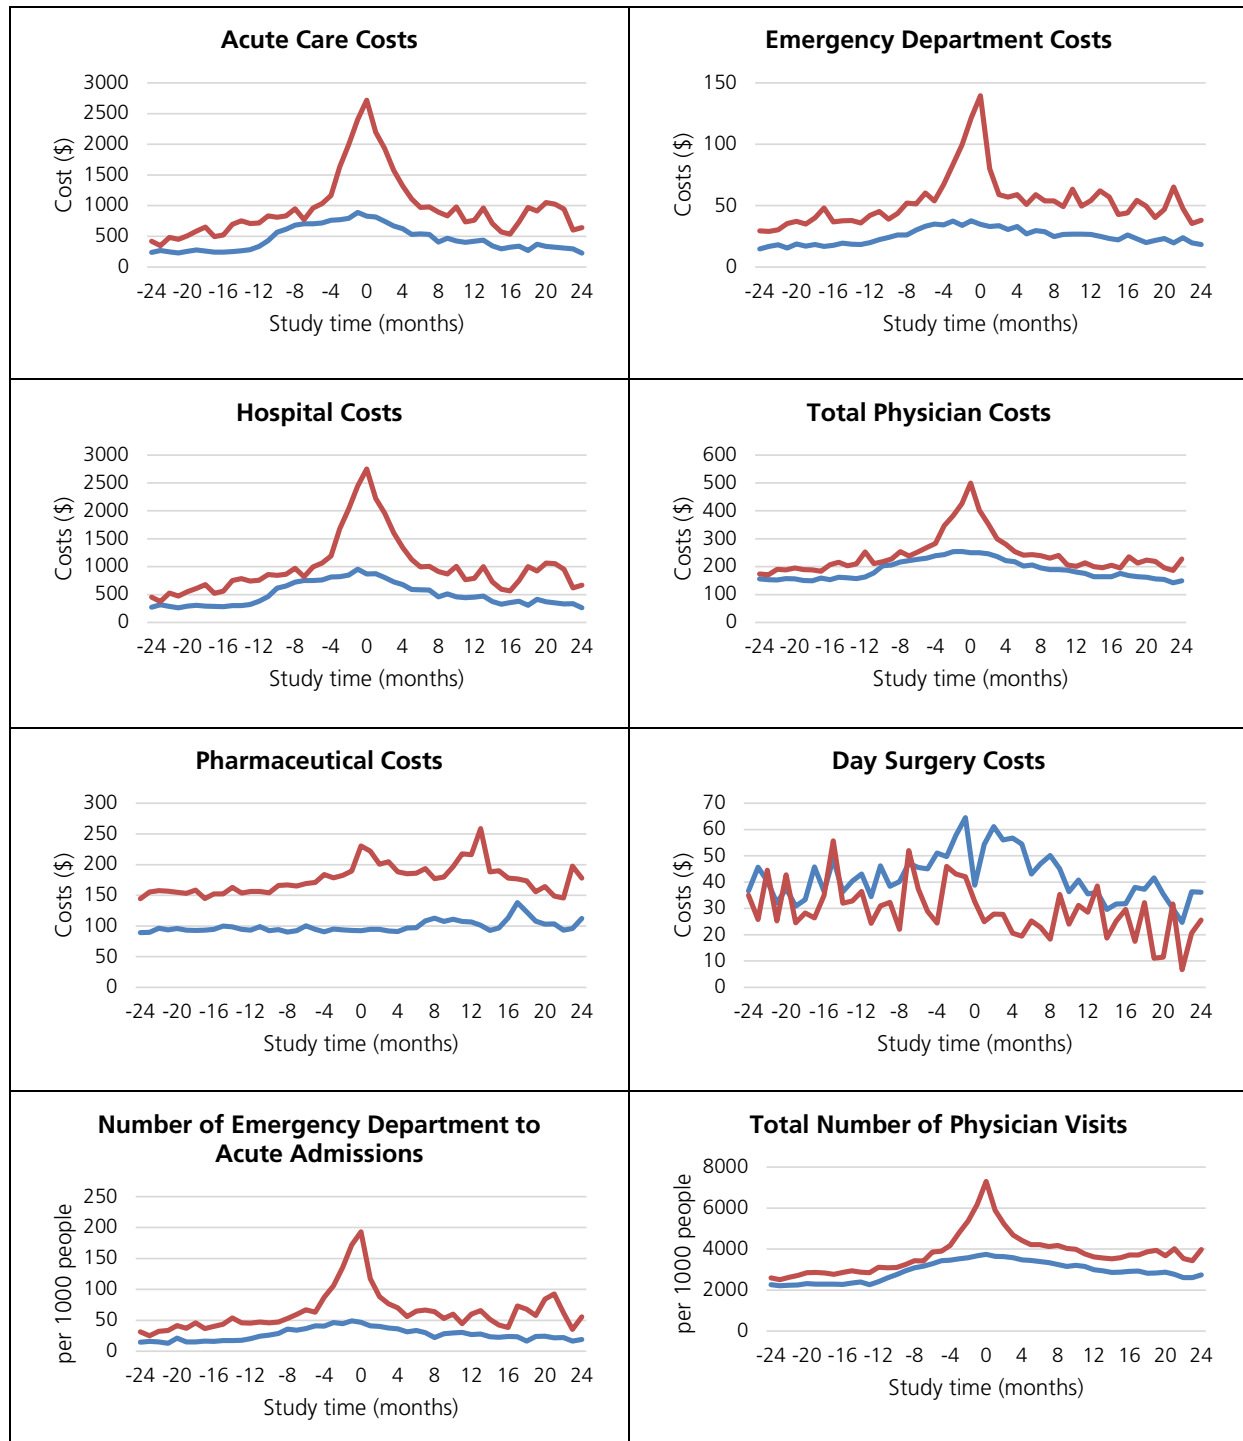 Acute Care Costs
3000
2500
2000
1500
1000
500
0
Cost ($)
-24 -20 -16 -12 -8 -4 0 4 8 12 16 20 24
Study time (months)
Emergency Department Costs
150
100
50
0
Costs ($)
-24 -20 -16 -12 -8 -4 0 4 8 12 16 20 24
Study time (months)
Hospital Costs
3000
2500
2000
1500
1000
500
0
Costs ($)
-24 -20 -16 -12 -8 -4 0 4 8 12 16 20 24
Study time (months)
Total Physician Costs
600
500
400
300
200
100
0
Costs ($)
-24 -20 -16 -12 -8 -4 0 4 8 12 16 20 24
Study time (months)
Pharmaceutical Costs
300
250
200
150
100
50
0
Costs ($)
-24 -20 -16 -12 -8 -4 0 4 8 12 16 20 24
Study time (months)
Day Surgery Costs
70
60
50
40
30
20
10
0
Costs ($)
-24 -20 -16 -12 -8 -4 0 4 8 12 16 20 24
Study time (months)
Number of Emergency Department to
Acute Admissions
250
200
150
100
50
0
per 1000 people
-24 -20 -16 -12 -8 -4 0 4 8 12 16 20 24
Study time (months)
Total Number of Physician Visits
8000
6000
4000
2000
0
per 1000 people
-24 -20 -16 -12 -8 -4 0 4 8 12 16 20 24
Study time (months)